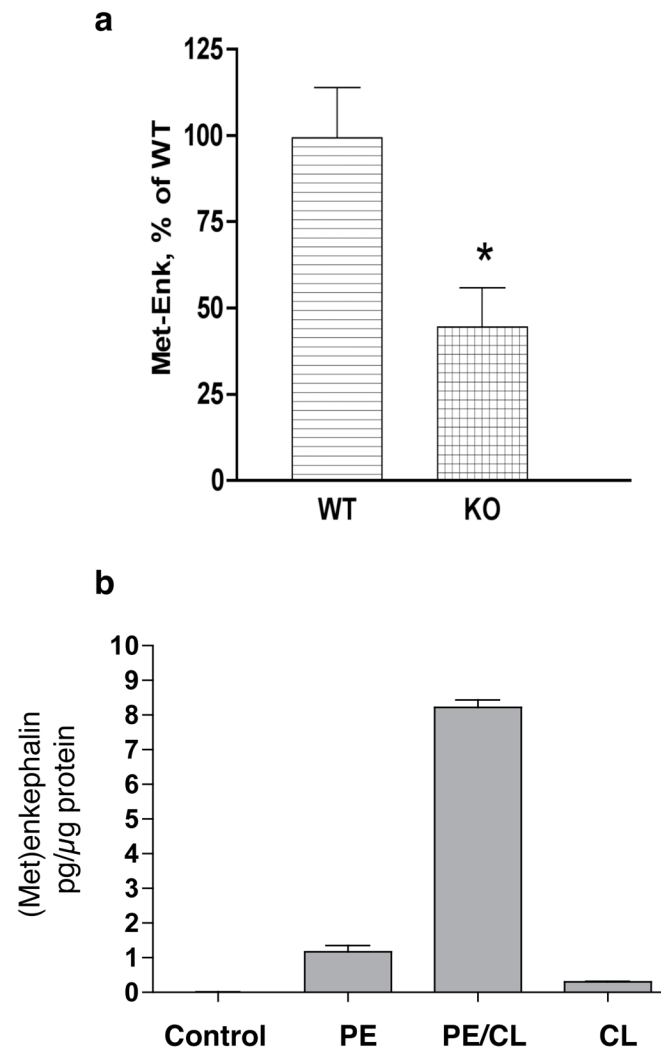 a
Met-Enk, % of WT
125
100
75
50
25
0
*
WT KO
b
(Met)enkephalin
pg/µg protein
10
9
8
7
6
5
4
3
2
1
0
Control PE PE/CL CL